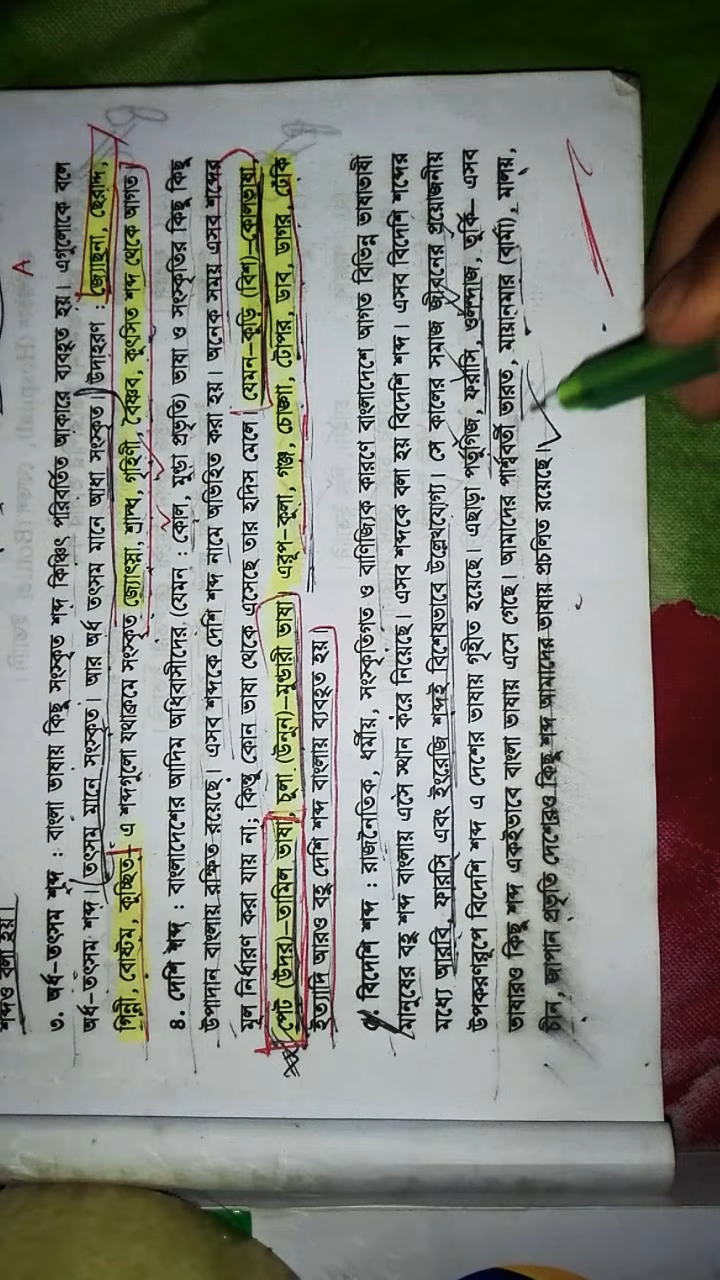 শব্দও বলা হয়।
A
৩. অর্ধ-তৎসম শব্দ : বাংলা ভাষায় কিছু সংস্কৃত শব্দ কিঞ্চিৎ পরিবর্তিত আকারে ব্যবহৃত হয়। এগুলোকে বলে
অর্ধ-তৎসম শব্দ। তৎসম মানে সংস্কৃত। আর অর্ধ তৎসম মানে আধা সংস্কৃত। উদাহরণ : জ্যোছনা, ছেরাদ্দ,
গিন্নী, বোষ্টম, কুচ্ছিত– এ শব্দগুলো যথাক্রমে সংস্কৃত জ্যোৎস্না, শ্রাদ্ধ, গৃহিণী, বৈষ্ণব, কুৎসিত শব্দ থেকে আগত।
৪. দেশি শব্দ : বাংলাদেশের আদিম অধিবাসীদের (যেমন : কোল, মুন্ডা প্রভৃতি) ভাষা ও সংস্কৃতির কিছু কিছু
উপাদান বাংলায় রক্ষিত রয়েছে। এসব শব্দকে দেশি শব্দ নামে অভিহিত করা হয়। অনেক সময় এসব শব্দের
মূল নির্ধারণ করা যায় না; কিন্তু কোন ভাষা থেকে এসেছে তার হদিস মেলে। যেমন–কুড়ি (বিশ)–কোলভাষা,
পেট (উদর)–তামিল ভাষা, চুলা (উনুন)–মুন্ডারী ভাষা। এরূপ–কুলা, গঞ্জ, চোঙ্গা, টোপর, ডাব, ডাগর, ঢেঁকি
ইত্যাদি আরও বহু দেশি শব্দ বাংলায় ব্যবহৃত হয়।
৫. বিদেশি শব্দ : রাজনৈতিক, ধর্মীয়, সংস্কৃতিগত ও বাণিজ্যিক কারণে বাংলাদেশে আগত বিভিন্ন ভাষাভাষী
মানুষের বহু শব্দ বাংলায় এসে স্থান করে নিয়েছে। এসব শব্দকে বলা হয় বিদেশি শব্দ। এসব বিদেশি শব্দের
মধ্যে আরবি, ফারসি এবং ইংরেজি শব্দই বিশেষভাবে উল্লেখযোগ্য। সে কালের সমাজ জীবনের প্রয়োজনীয়
উপকরণরূপে বিদেশি শব্দ এ দেশের ভাষায় গৃহীত হয়েছে। এছাড়া পর্তুগিজ, ফরাসি, ওলন্দাজ, তুর্কি– এসব
ভাষারও কিছু শব্দ একইভাবে বাংলা ভাষায় এসে গেছে। আমাদের পার্শ্ববর্তী ভারত, মায়ানমার (বার্মা), মালয়,
চীন, জাপান প্রভৃতি দেশেরও কিছু শব্দ আমাদের ভাষায় প্রচলিত রয়েছে।